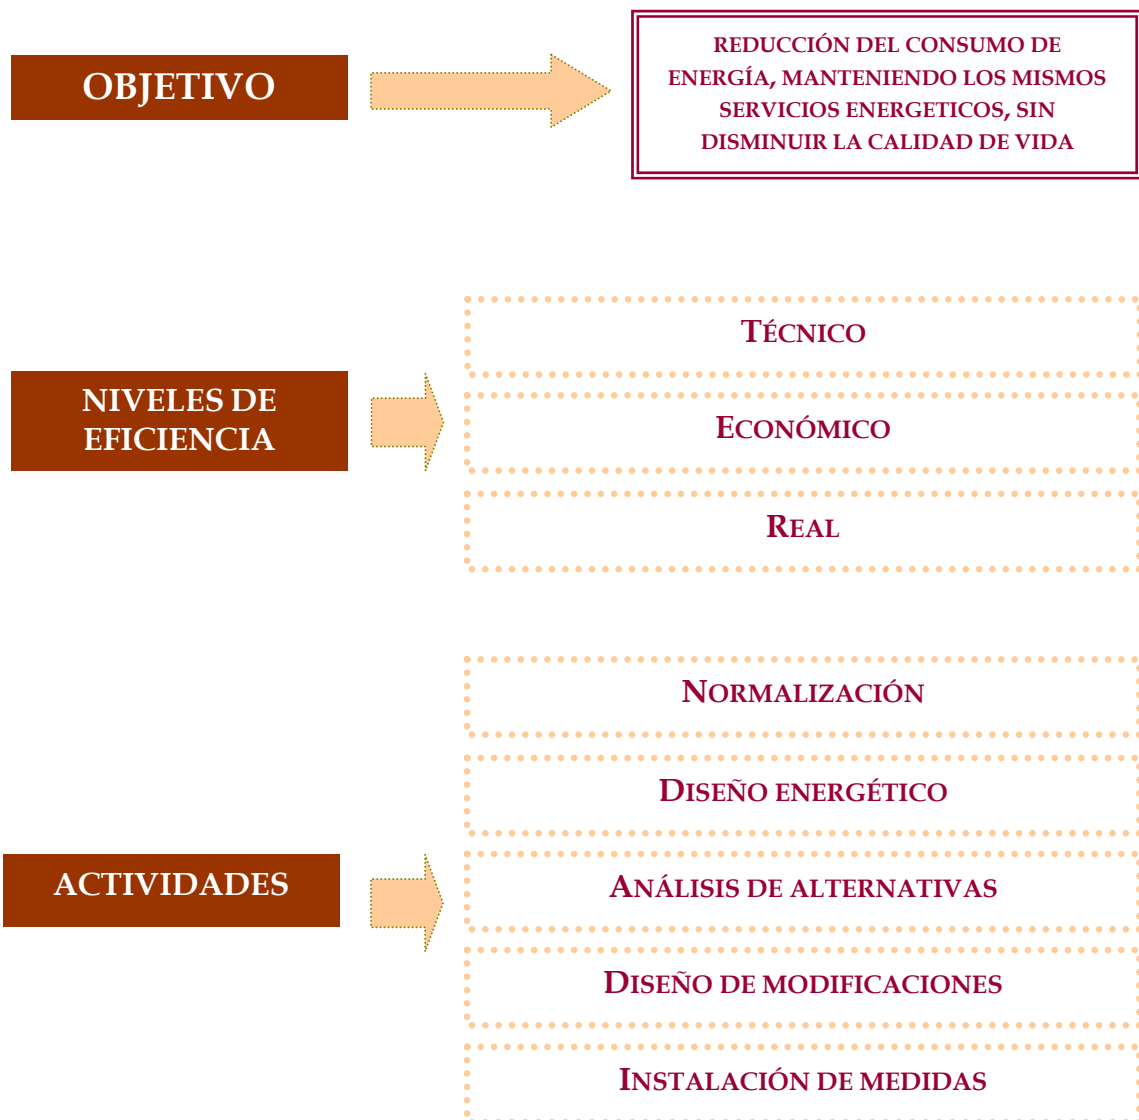 OBJETIVO
REDUCCIÓN DEL CONSUMO DE
ENERGÍA, MANTENIENDO LOS MISMOS
SERVICIOS ENERGETICOS, SIN
DISMINUIR LA CALIDAD DE VIDA
NIVELES DE
EFICIENCIA
TÉCNICO
ECONÓMICO
REAL
ACTIVIDADES
NORMALIZACIÓN
DISEÑO ENERGÉTICO
ANÁLISIS DE ALTERNATIVAS
DISEÑO DE MODIFICACIONES
INSTALACIÓN DE MEDIDAS